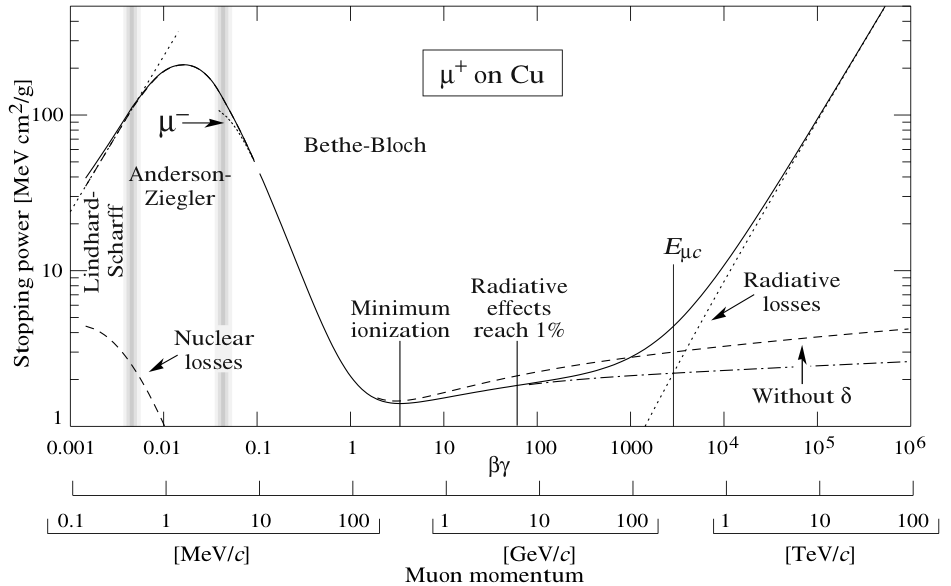 Stopping power [MeV cm²/g]
100
10
1
μ⁺ on Cu
μ⁻
Bethe-Bloch
Anderson-
Ziegler
Lindhard-
Scharff
E μc
Radiative
losses
Radiative
effects
reach 1%
Minimum
ionization
Nuclear
losses
Without δ
0.001 0.01 0.1 1 10 100 1000 10⁴ 10⁵ 10⁶
βγ
0.1 1 10 100 1 10 100 1 10 100
[MeV/c] [GeV/c] [TeV/c]
Muon momentum